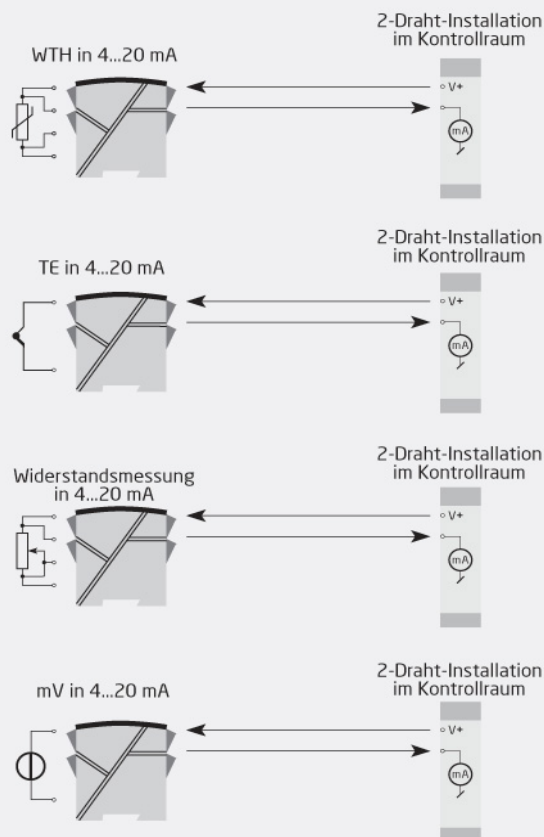 2-Draht-Installation
im Kontrollraum
WTH in 4...20 mA
V+
mA
2-Draht-Installation
im Kontrollraum
TE in 4...20 mA
V+
mA
2-Draht-Installation
im Kontrollraum
Widerstandsmessung
in 4...20 mA
V+
mA
2-Draht-Installation
im Kontrollraum
mV in 4...20 mA
V+
mA